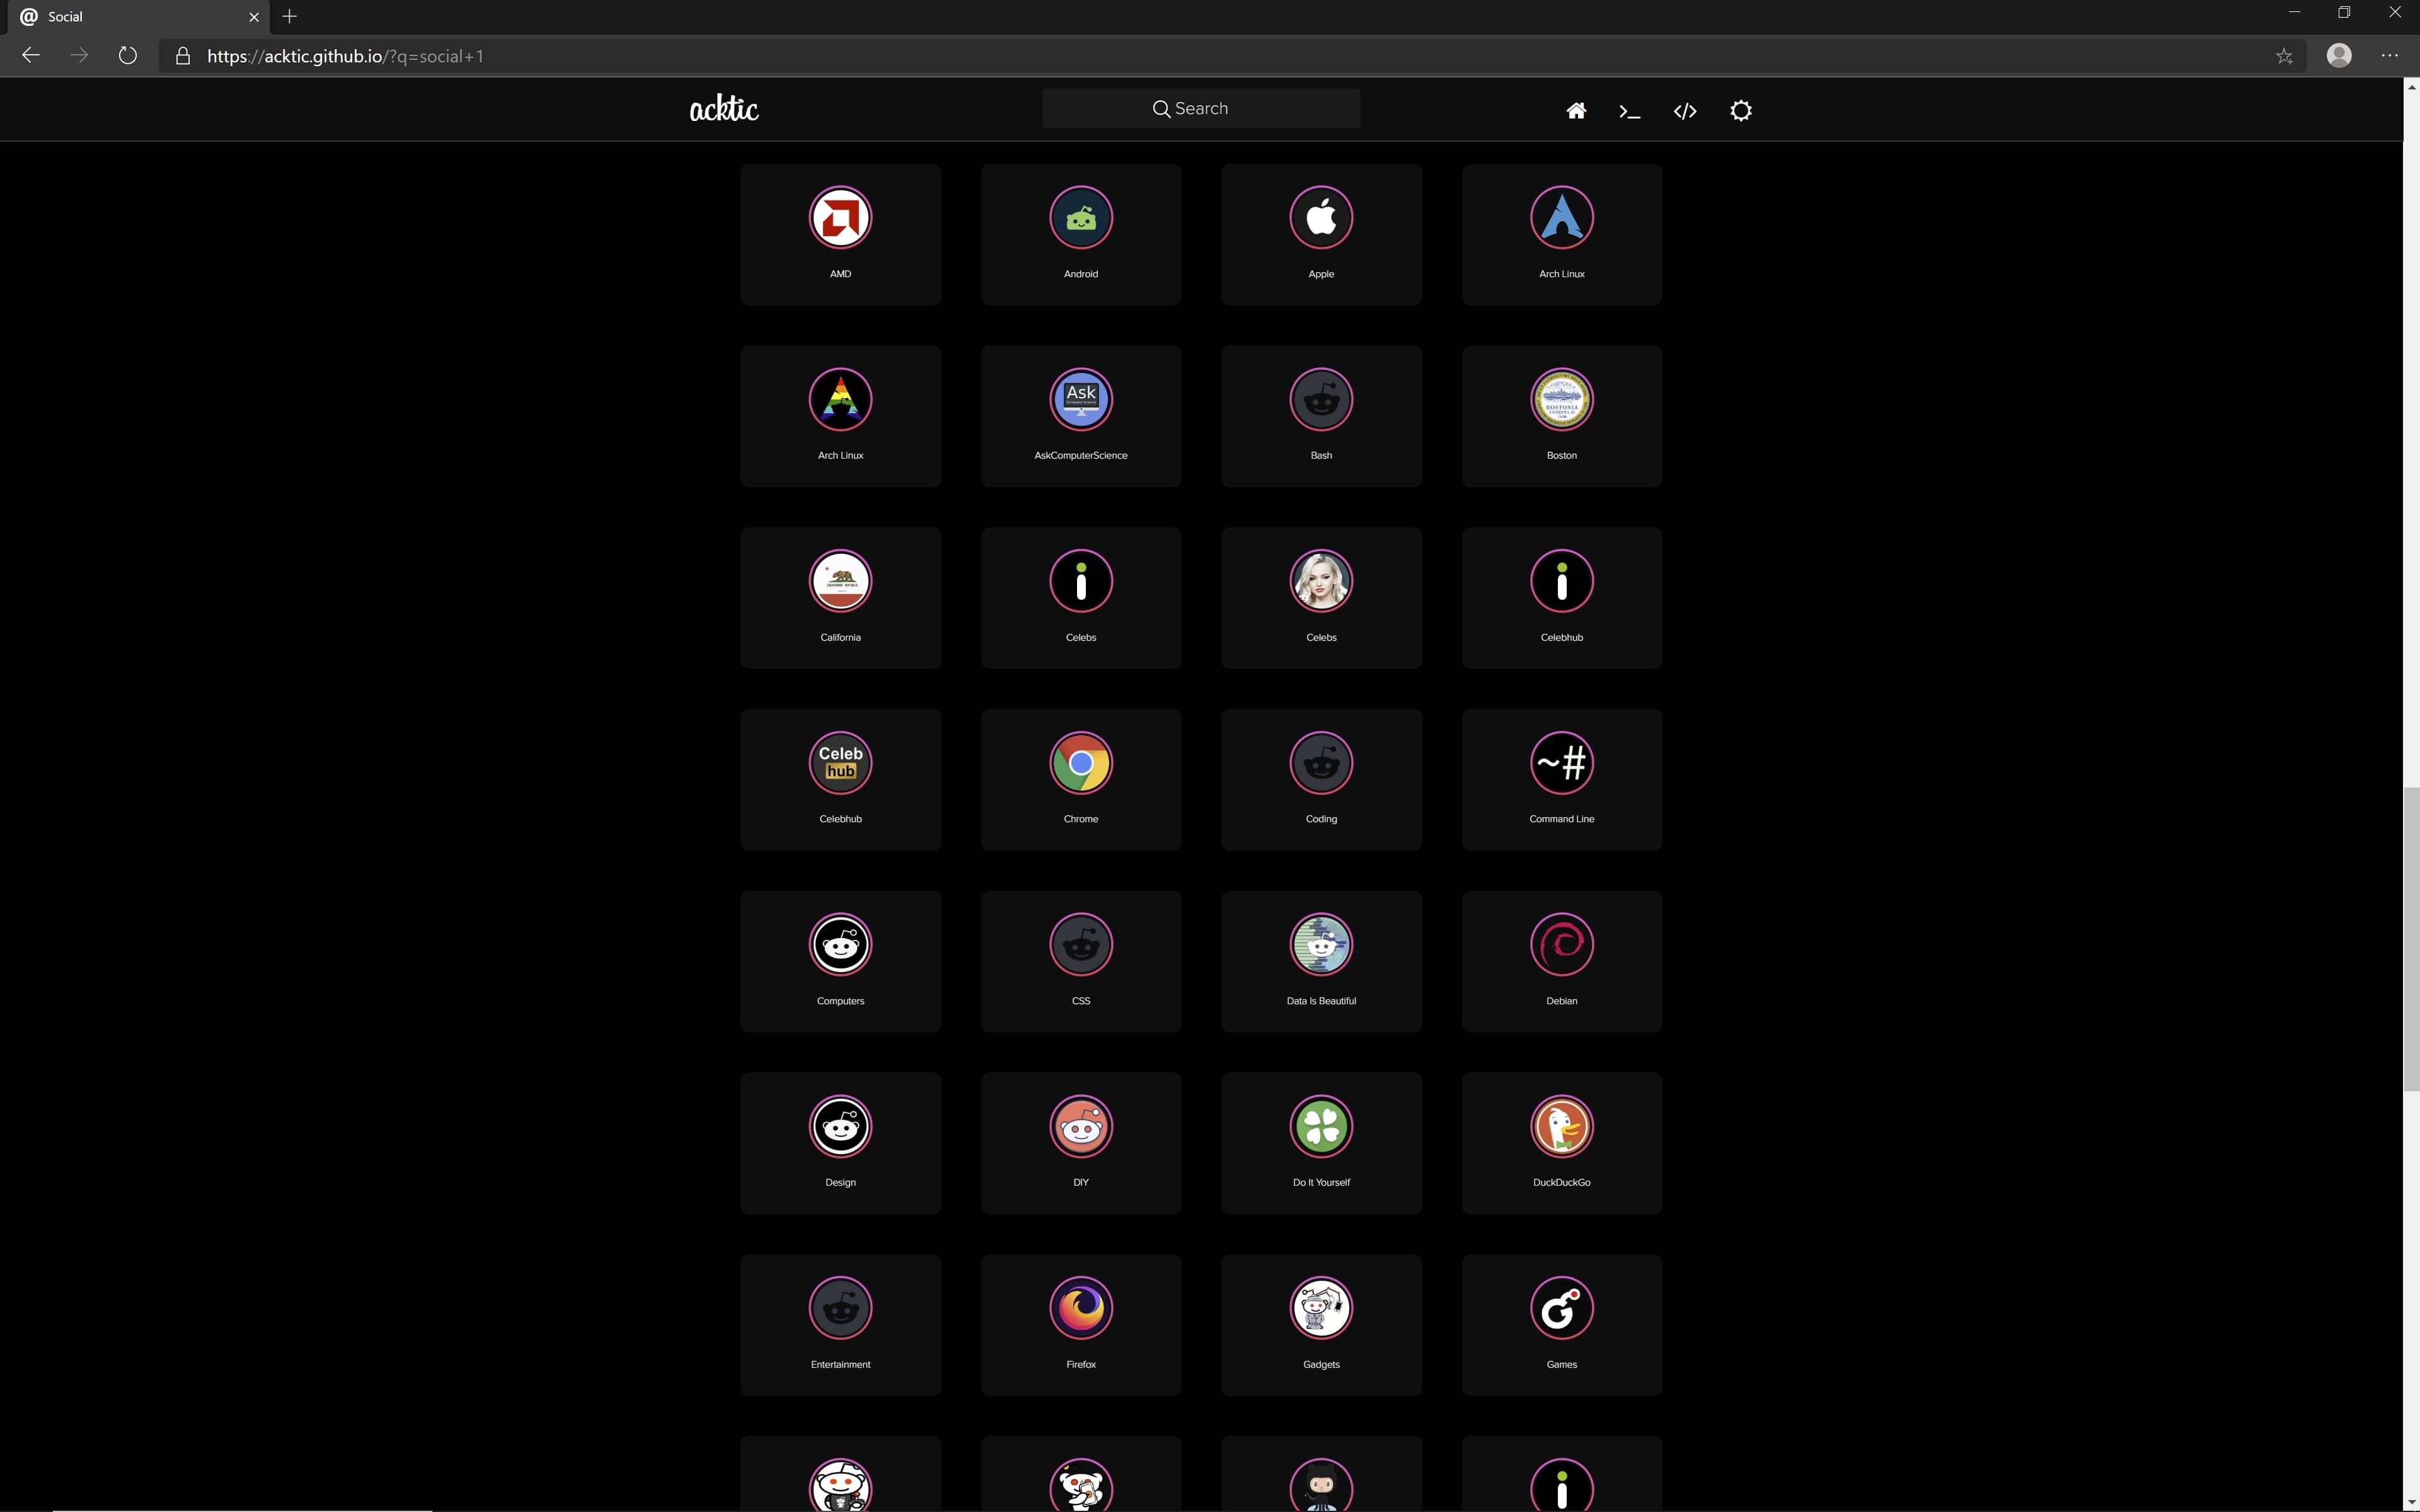 Social
https://acktic.github.io/?q=social+1
acktic
Search
AMD
Android
Apple
Arch Linux
Ask
BOSTONIA
Arch Linux
AskComputerScience
Bash
Boston
California
Celebs
Celebs
Celebhub
Celeb
hub
~#
Celebhub
Chrome
Coding
Command Line
Computers
CSS
Data Is Beautiful
Debian
Design
DIY
Do It Yourself
DuckDuckGo
Entertainment
Firefox
Gadgets
Games